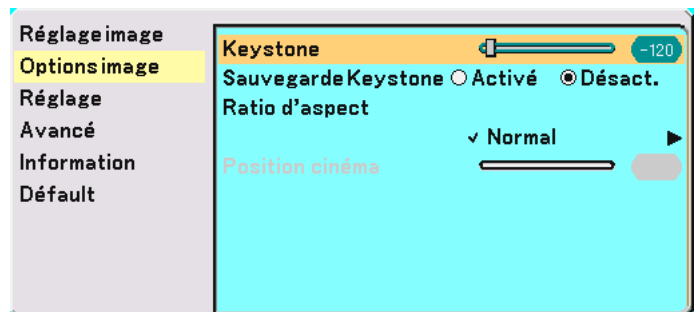 Réglage image
Options image
Réglage
Avancé
Information
Défault
Keystone -120
Sauvegarde Keystone Activé Désact.
Ratio d'aspect
✓ Normal
Position cinéma